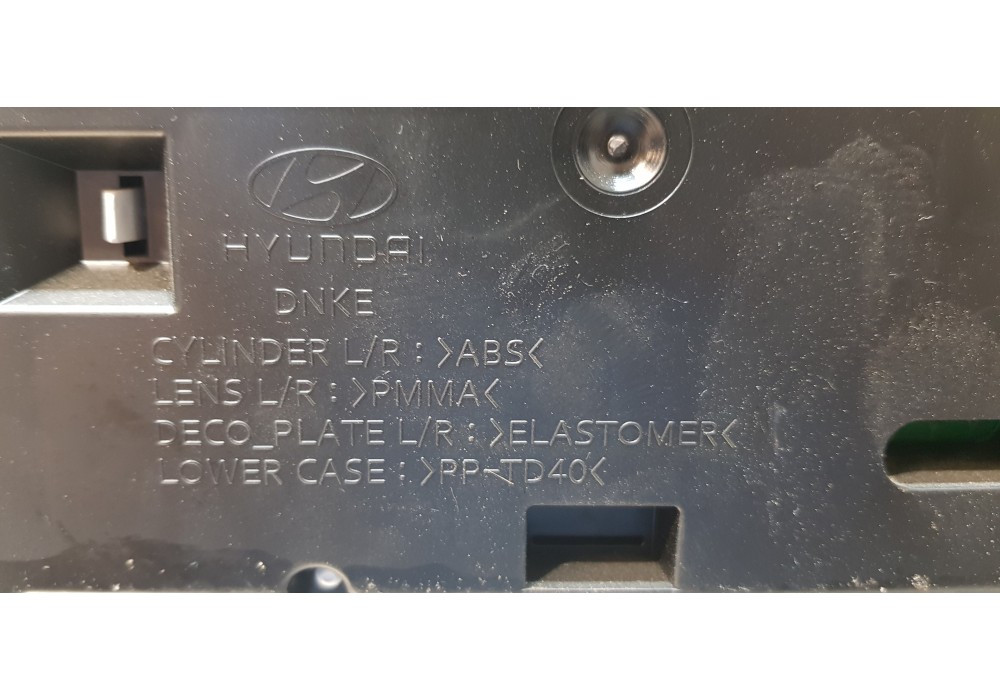 HYUNDAI
DNKE
CYLINDER L/R : >ABS<
LENS L/R : >PMMA<
DECO_PLATE L/R : >ELASTOMER<
LOWER CASE : >PP-TD40<